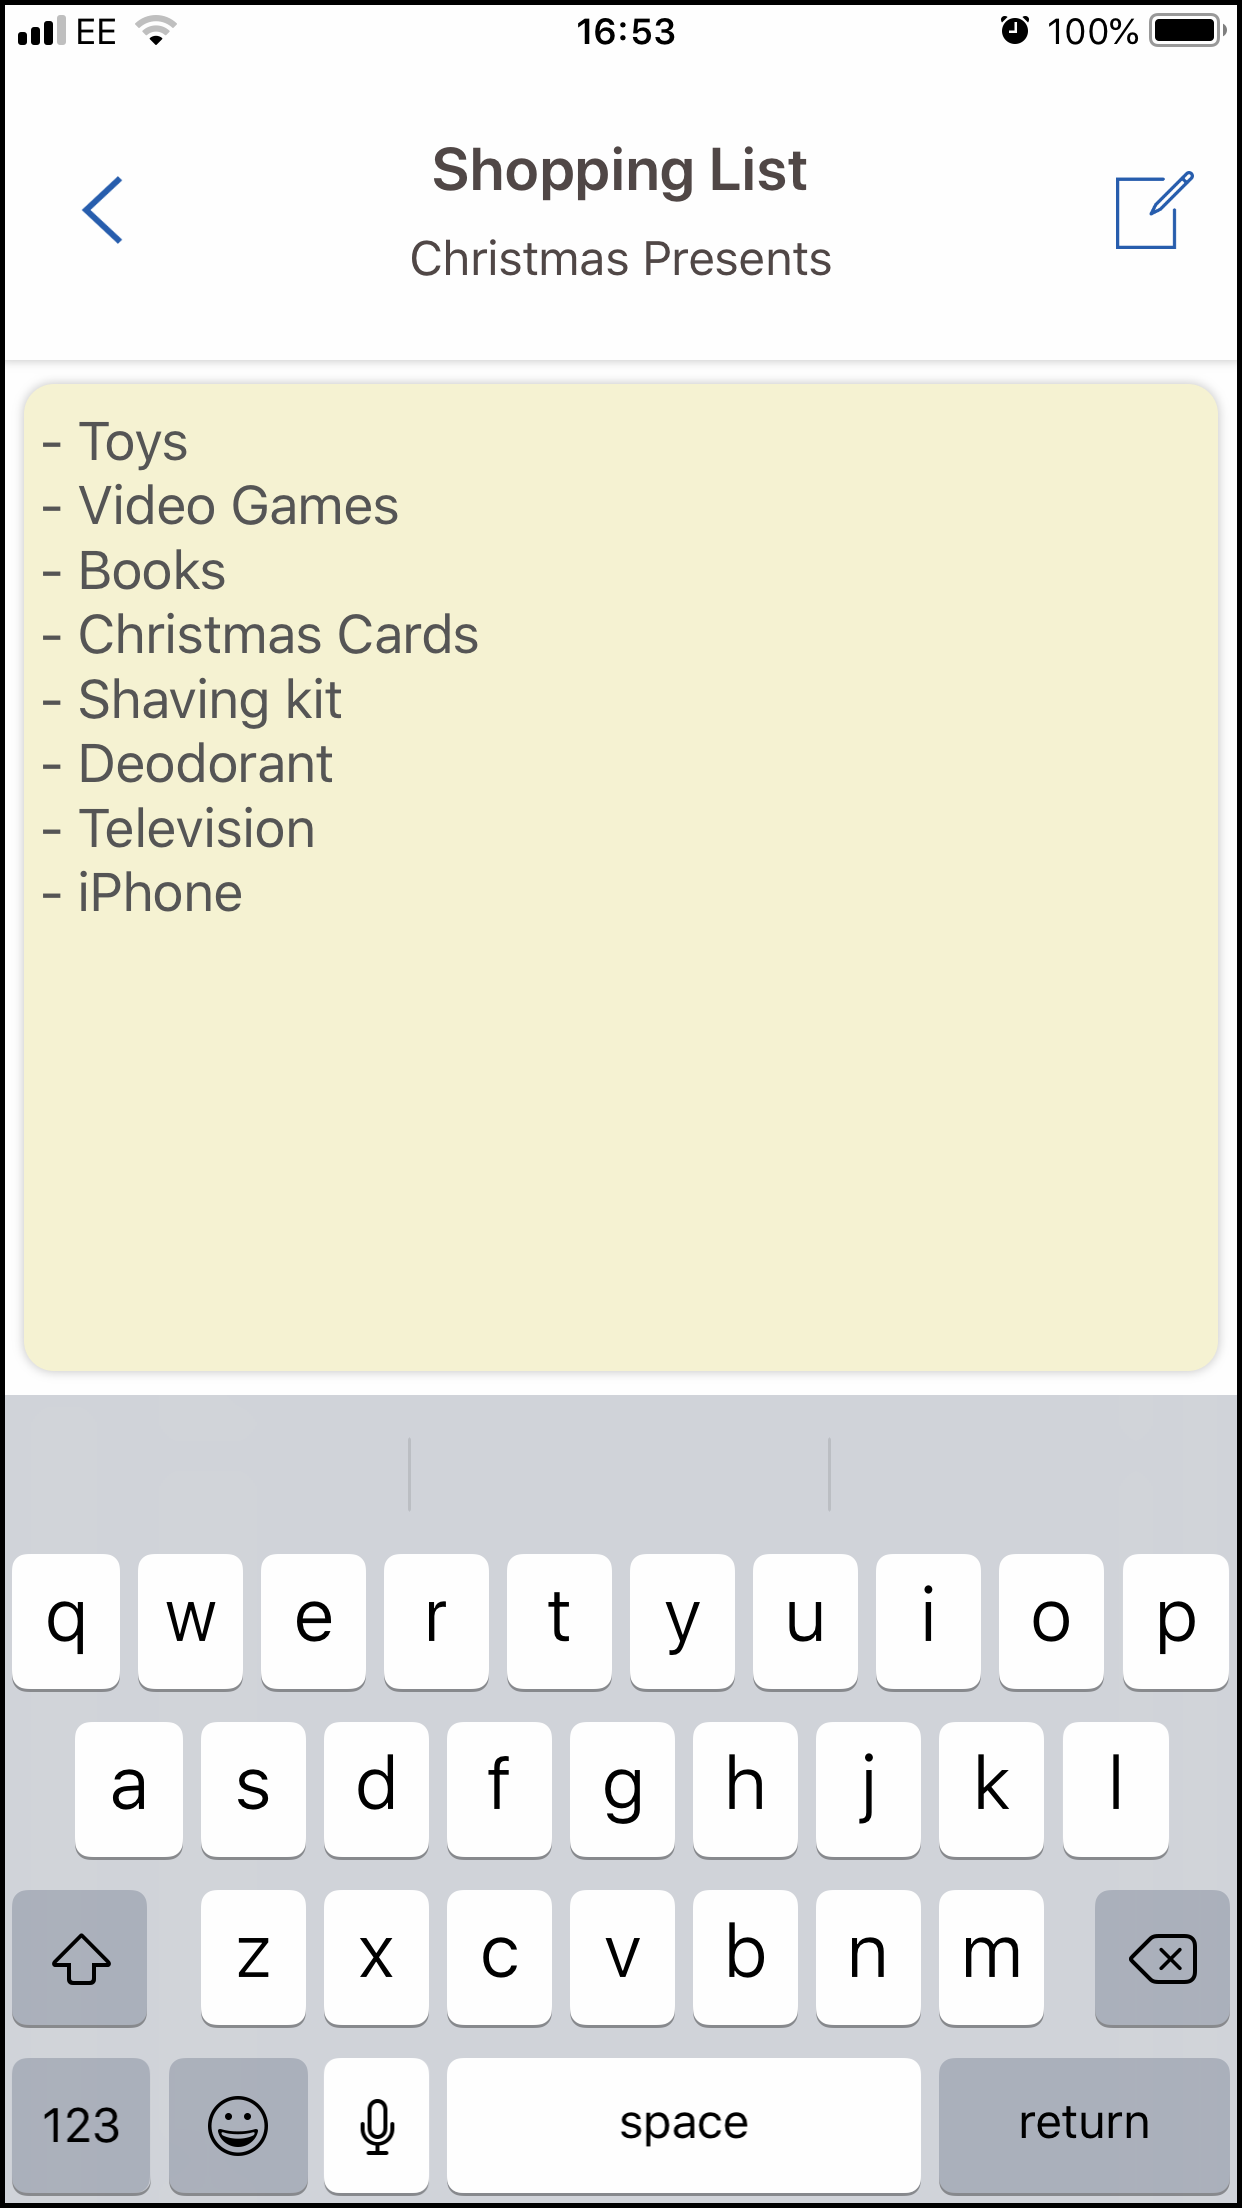 EE 16:53 100%
Shopping List
Christmas Presents
- Toys
- Video Games
- Books
- Christmas Cards
- Shaving kit
- Deodorant
- Television
- iPhone
q w e r t y u i o p
a s d f g h j k l
z x c v b n m
123 space return